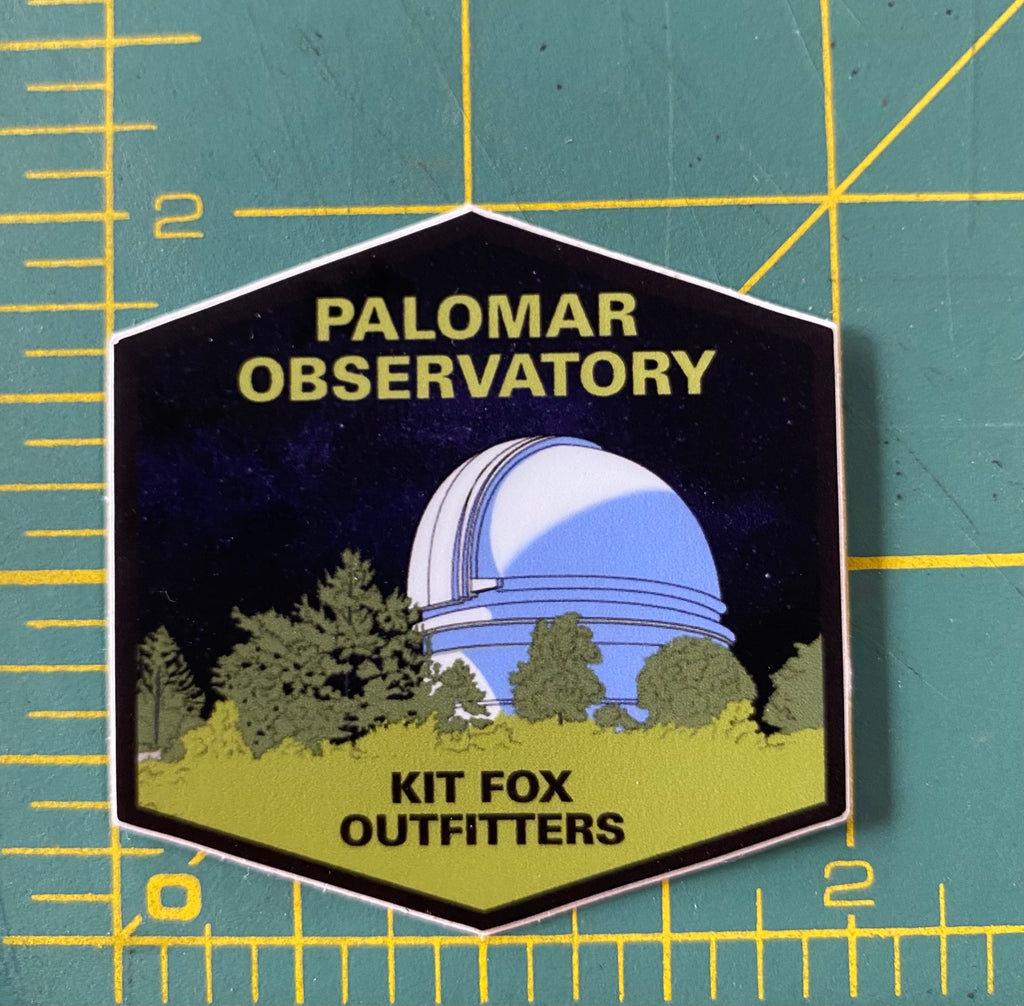 2
PALOMAR
OBSERVATORY
KIT FOX
OUTFITTERS
0
2